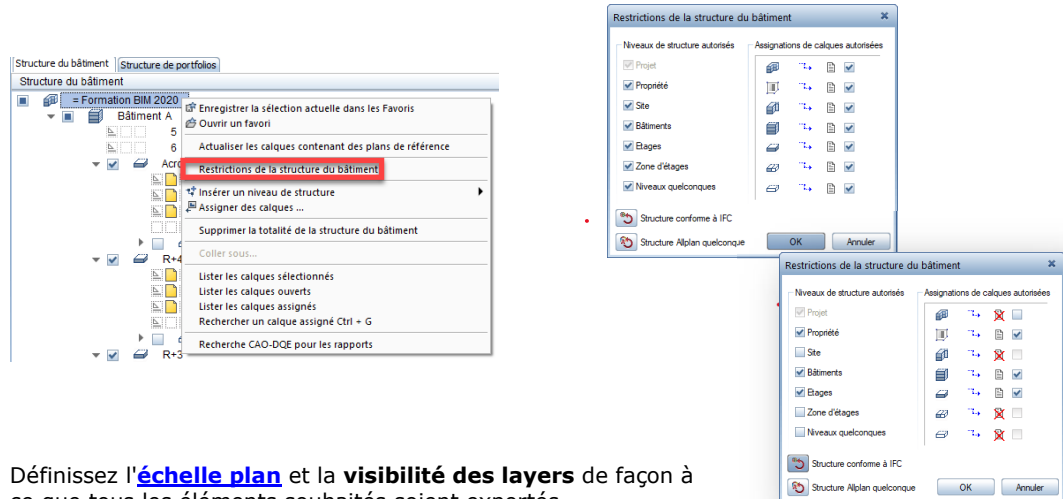 Structure du bâtiment
Structure de portfolios
Structure du bâtiment
= Formation BIM 2020
Bâtiment A
5
6
R+4
R+3
Enregistrer la sélection actuelle dans les Favoris
Ouvrir un favori
Actualiser les calques contenant des plans de référence
Restrictions de la structure du bâtiment
Insérer un niveau de structure
Assigner des calques ...
Supprimer la totalité de la structure du bâtiment
Coller sous...
Lister les calques sélectionnés
Lister les calques ouverts
Lister les calques assignés
Rechercher un calque assigné Ctrl + G
Recherche CAO-DQE pour les rapports
Restrictions de la structure du bâtiment
Niveaux de structure autorisés
Assignations de calques autorisées
Projet
Propriété
Site
Bâtiments
Etages
Zone d'étages
Niveaux quelconques
Structure conforme à IFC
Structure Allplan quelconque
OK
Annuler
Restrictions de la structure du bâtiment
Niveaux de structure autorisés
Assignations de calques autorisées
Projet
Propriété
Site
Bâtiments
Etages
Zone d'étages
Niveaux quelconques
Structure conforme à IFC
Structure Allplan quelconque
OK
Annuler
Définissez l'échelle plan et la visibilité des layers de façon à
ce que tous les éléments souhaités soient exportés